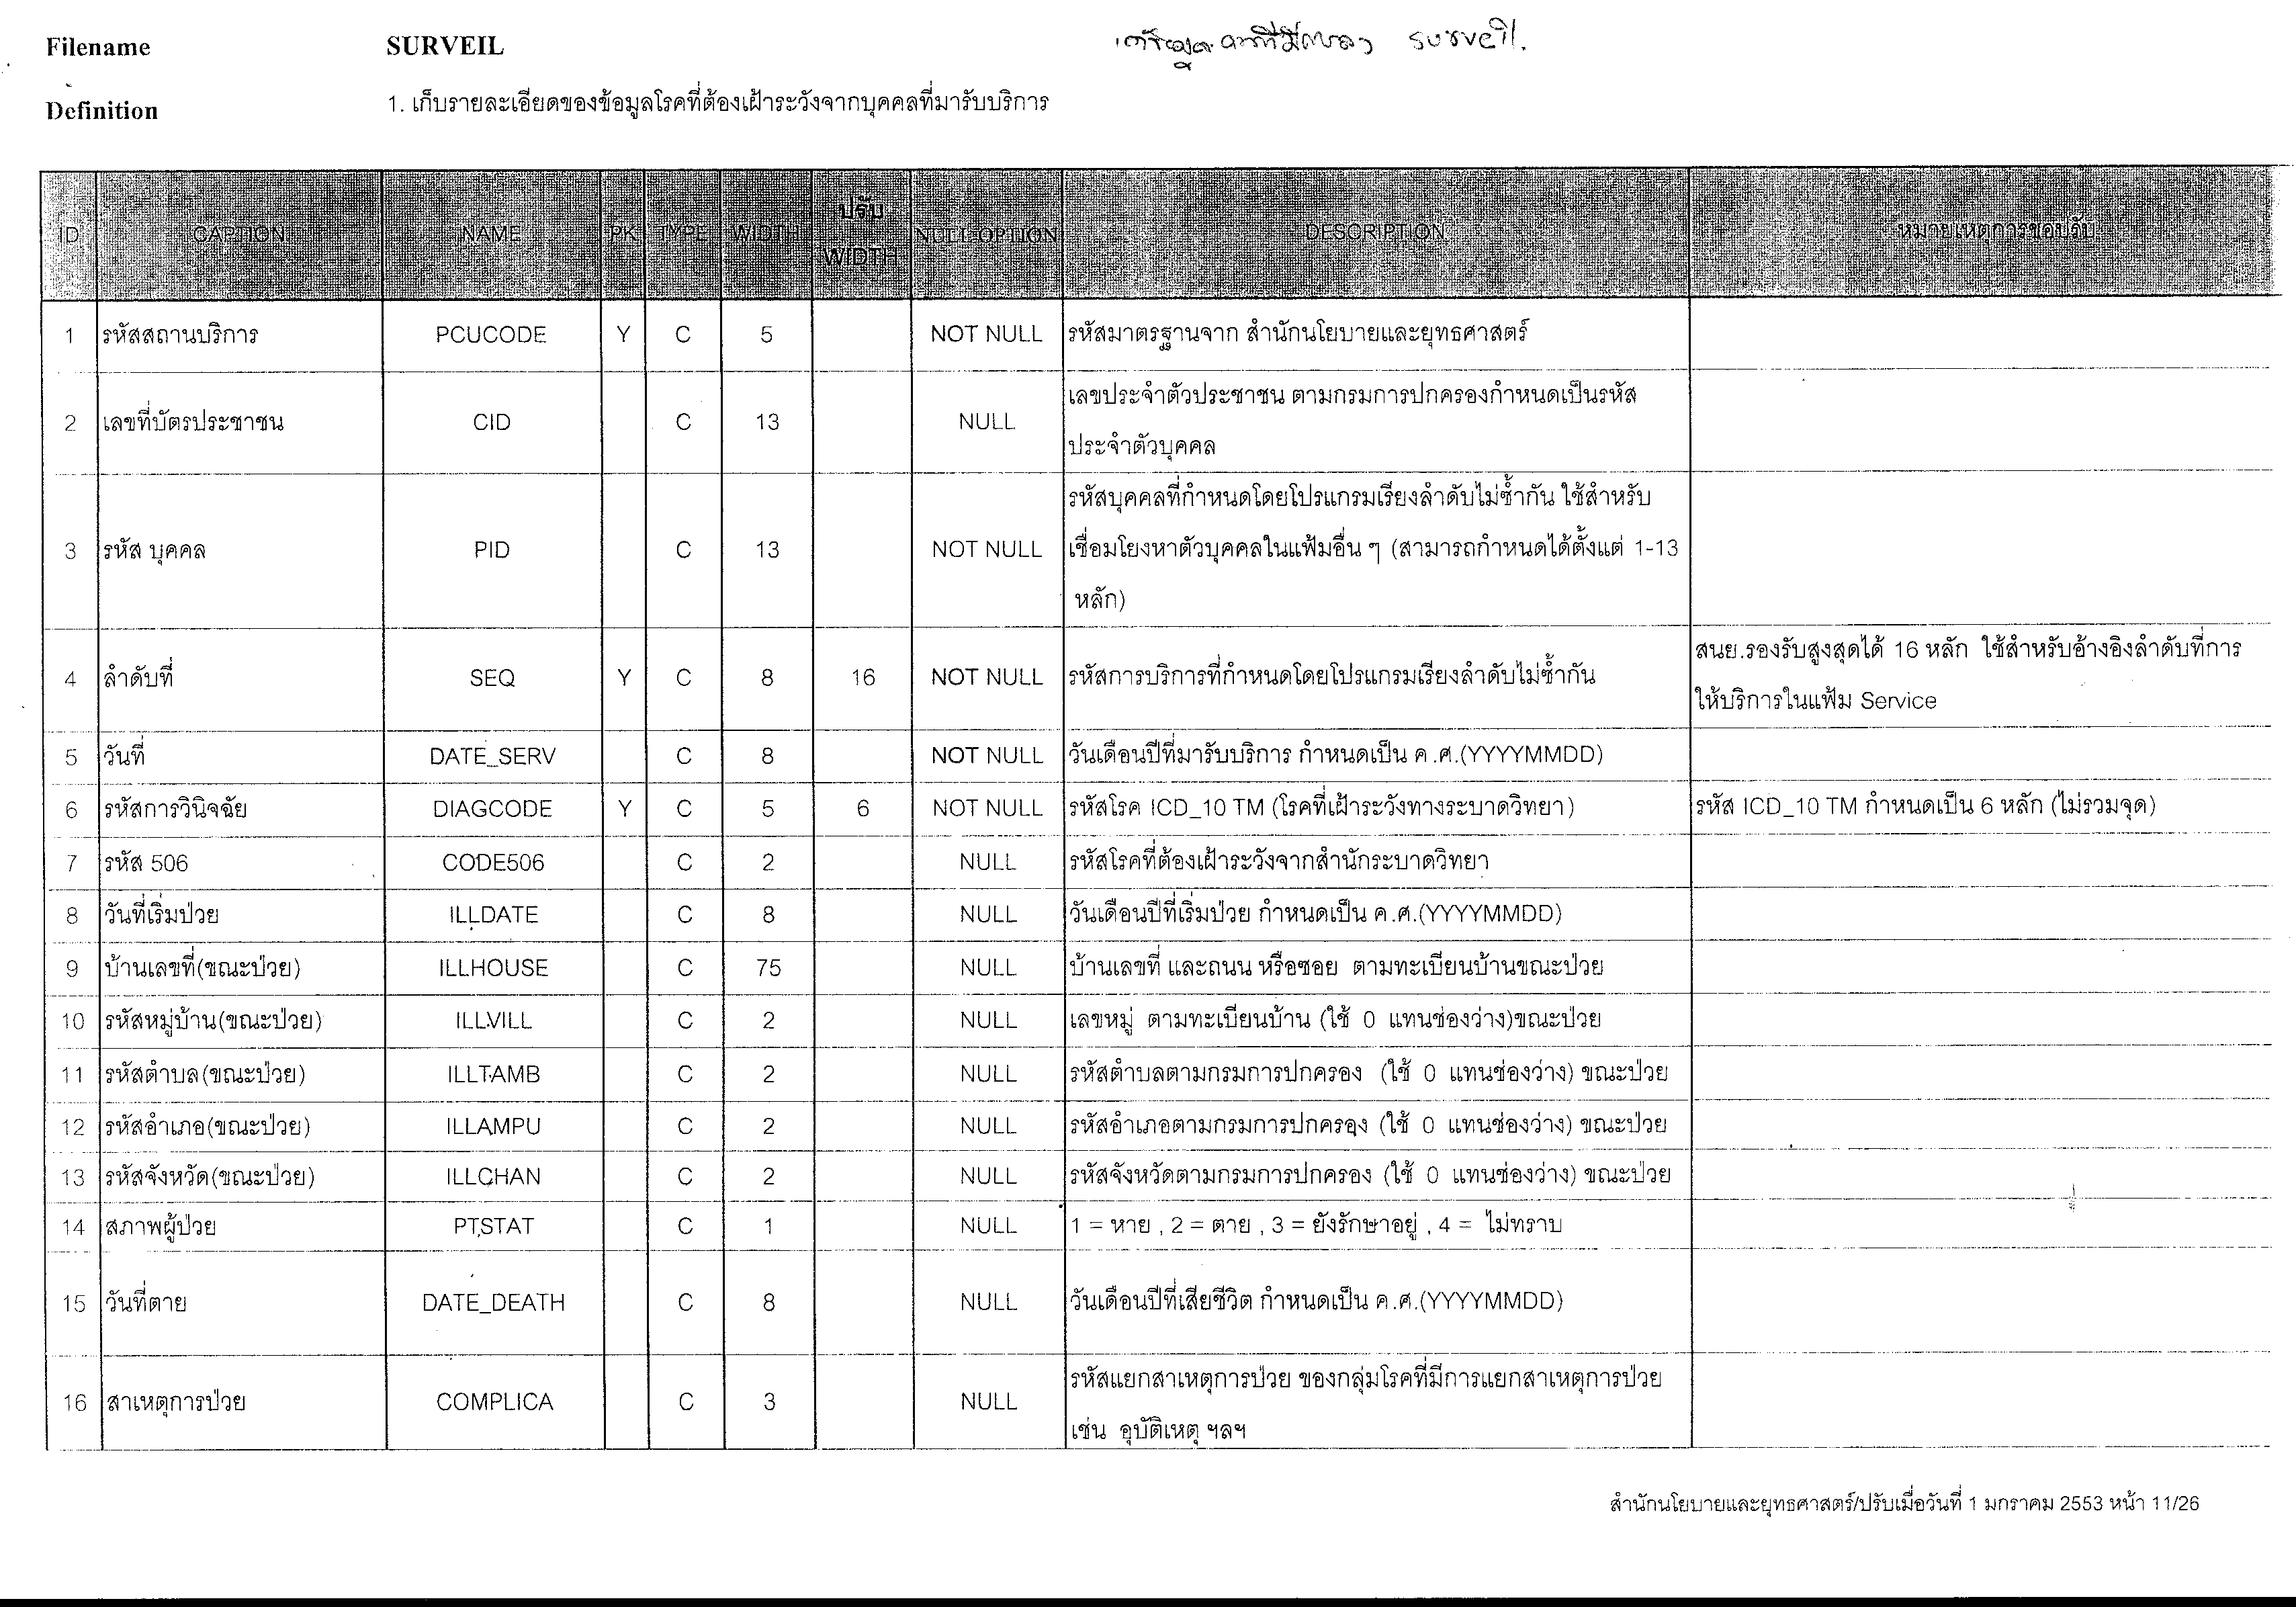 Filename SURVEIL surveil.
Definition 1. เก็บรายละเอียดของข้อมูลโรคที่ต้องเฝ้าระวังจากบุคคลที่มารับบริการ
ID CAPTION NAME PK TYPE WIDTH ปรับ WIDTH NULL OPTION DESCRIPTION หมายเหตุการขอปรับ
1 รหัสสถานบริการ PCUCODE Y C 5 NOT NULL รหัสมาตรฐานจาก สำนักนโยบายและยุทธศาสตร์
2 เลขที่บัตรประชาชน CID C 13 NULL เลขประจำตัวประชาชน ตามกรมการปกครองกำหนดเป็นรหัส
ประจำตัวบุคคล
3 รหัส บุคคล PID C 13 NOT NULL รหัสบุคคลที่กำหนดโดยโปรแกรมเรียงลำดับไม่ซ้ำกัน ใช้สำหรับ
เชื่อมโยงหาตัวบุคคลในแฟ้มอื่น ๆ (สามารถกำหนดได้ตั้งแต่ 1-13
หลัก)
4 ลำดับที่ SEQ Y C 8 16 NOT NULL รหัสการบริการที่กำหนดโดยโปรแกรมเรียงลำดับไม่ซ้ำกัน สนย.รองรับสูงสุดได้ 16 หลัก ใช้สำหรับอ้างอิงลำดับที่การ
ให้บริการในแฟ้ม Service
5 วันที่ DATE_SERV C 8 NOT NULL วันเดือนปีที่มารับบริการ กำหนดเป็น ค.ศ.(YYYYMMDD)
6 รหัสการวินิจฉัย DIAGCODE Y C 5 6 NOT NULL รหัสโรค ICD_10 TM (โรคที่เฝ้าระวังทางระบาดวิทยา) รหัส ICD_10 TM กำหนดเป็น 6 หลัก (ไม่รวมจุด)
7 รหัส 506 CODE506 C 2 NULL รหัสโรคที่ต้องเฝ้าระวังจากสำนักระบาดวิทยา
8 วันที่เริ่มป่วย ILLDATE C 8 NULL วันเดือนปีที่เริ่มป่วย กำหนดเป็น ค.ศ.(YYYYMMDD)
9 บ้านเลขที่(ขณะป่วย) ILLHOUSE C 75 NULL บ้านเลขที่ และถนน หรือซอย ตามทะเบียนบ้านขณะป่วย
10 รหัสหมู่บ้าน(ขณะป่วย) ILLVILL C 2 NULL เลขหมู่ ตามทะเบียนบ้าน (ใช้ 0 แทนช่องว่าง)ขณะป่วย
11 รหัสตำบล(ขณะป่วย) ILLTAMB C 2 NULL รหัสตำบลตามกรมการปกครอง (ใช้ 0 แทนช่องว่าง) ขณะป่วย
12 รหัสอำเภอ(ขณะป่วย) ILLAMPU C 2 NULL รหัสอำเภอตามกรมการปกครอง (ใช้ 0 แทนช่องว่าง) ขณะป่วย
13 รหัสจังหวัด(ขณะป่วย) ILLCHAN C 2 NULL รหัสจังหวัดตามกรมการปกครอง (ใช้ 0 แทนช่องว่าง) ขณะป่วย
14 สภาพผู้ป่วย PTSTAT C 1 NULL 1 = หาย , 2 = ตาย , 3 = ยังรักษาอยู่ , 4 = ไม่ทราบ
15 วันที่ตาย DATE_DEATH C 8 NULL วันเดือนปีที่เสียชีวิต กำหนดเป็น ค.ศ.(YYYYMMDD)
16 สาเหตุการป่วย COMPLICA C 3 NULL รหัสแยกสาเหตุการป่วย ของกลุ่มโรคที่มีการแยกสาเหตุการป่วย
เช่น อุบัติเหตุ ฯลฯ
สำนักนโยบายและยุทธศาสตร์/ปรับเมื่อวันที่ 1 มกราคม 2553 หน้า 11/26